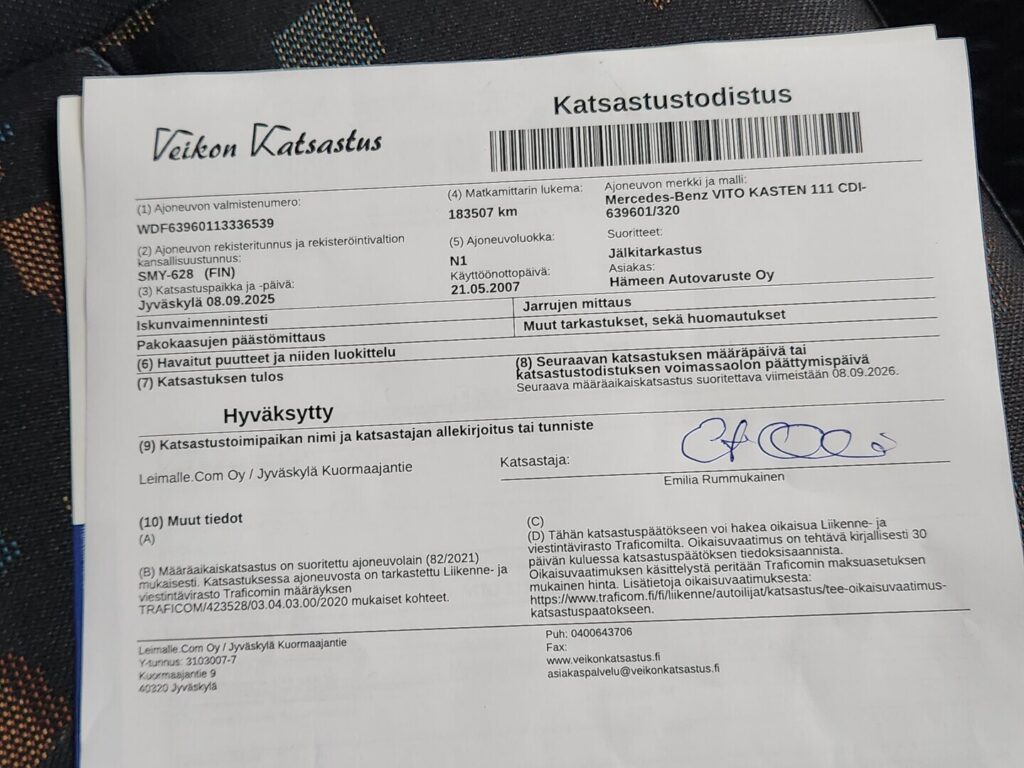 Katsastustodistus
Veikon Katsastus
(1) Ajoneuvon valmistenumero:
WDF63960113336539
(4) Matkamittarin lukema:
183507 km
Ajoneuvon merkki ja malli:
Mercedes-Benz VITO KASTEN 111 CDI-
639601/320
(2) Ajoneuvon rekisteritunnus ja rekisteröintivaltion
kansallisuustunnus:
SMY-628 (FIN)
(5) Ajoneuvoluokka:
N1
Suoritteet:
Jälkitarkastus
(3) Katsastuspaikka ja -päivä:
Jyväskylä 08.09.2025
Käyttöönottopäivä:
21.05.2007
Asiakas:
Hämeen Autovaruste Oy
Iskunvaimennintesti
Jarrujen mittaus
Pakokaasujen päästömittaus
Muut tarkastukset, sekä huomautukset
(6) Havaitut puutteet ja niiden luokittelu
(7) Katsastuksen tulos
Hyväksytty
(8) Seuraavan katsastuksen määräpäivä tai
katsastustodistuksen voimassaolon päättymispäivä
Seuraava määräaikaiskatsastus suoritettava viimeistään 08.09.2026.
(9) Katsastustoimipaikan nimi ja katsastajan allekirjoitus tai tunniste
Leimalle.Com Oy / Jyväskylä Kuormaajantie
Katsastaja:
Emilia Rummukainen
(10) Muut tiedot
(A)
(B) Määräaikaiskatsastus on suoritettu ajoneuvolain (82/2021)
mukaisesti. Katsastuksessa ajoneuvosta on tarkastettu Liikenne- ja
viestintävirasto Traficomin määräyksen
TRAFICOM/423528/03.04.03.00/2020 mukaiset kohteet.
(C)
(D) Tähän katsastuspäätökseen voi hakea oikaisua Liikenne- ja
viestintävirasto Traficomilta. Oikaisuvaatimus on tehtävä kirjallisesti 30
päivän kuluessa katsastuspäätöksen tiedoksisaannista.
Oikaisuvaatimuksen käsittelystä peritään Traficomin maksuasetuksen
mukainen hinta. Lisätietoja oikaisuvaatimuksesta:
https://www.traficom.fi/fi/liikenne/autoilijat/katsastus/tee-oikaisuvaatimus-
katsastuspaatokseen.
Leimalle.Com Oy / Jyväskylä Kuormaajantie
Y-tunnus: 3103007-7
Kuormaajantie 9
40320 Jyväskylä
Puh: 0400643706
Fax:
www.veikonkatsastus.fi
asiakaspalvelu@veikonkatsastus.fi